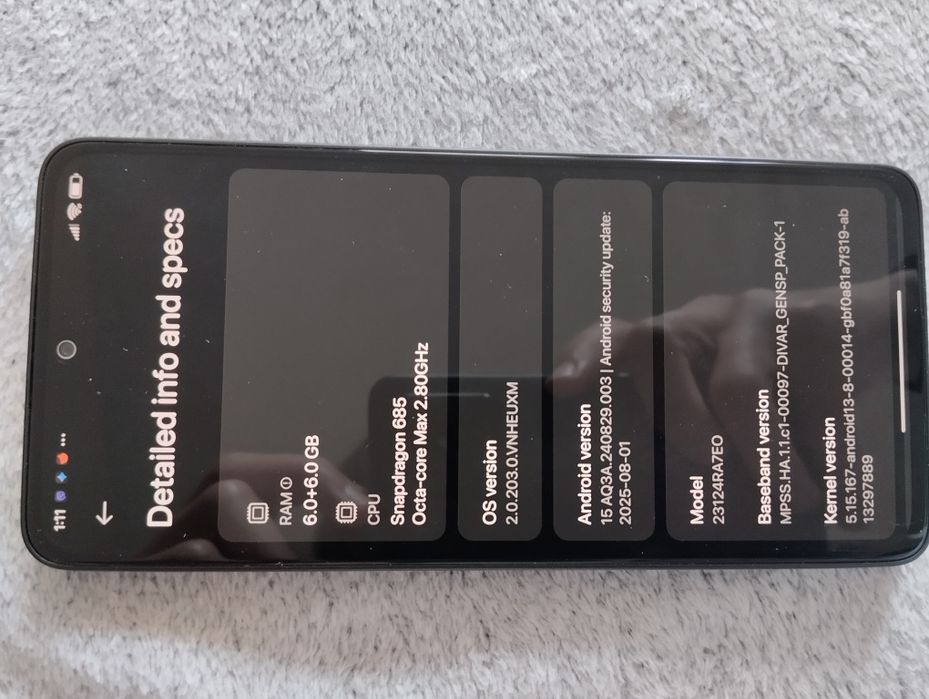 1:11
Detailed info and specs
RAM
6.0+6.0GB
CPU
Snapdragon 685
Octa-core Max 2.80GHz
OS version
2.0.203.0.VNHEUXM
Android version
15 AQ3A.240829.003 | Android security update:
2025-08-01
Model
23124RA7EO
Baseband version
MPSS.HA.1.1.c1-00097-DIVAR_GENSP_PACK-1
Kernel version
5.15.167-android13-8-00014-gbf0a81a7f319-ab
13297889